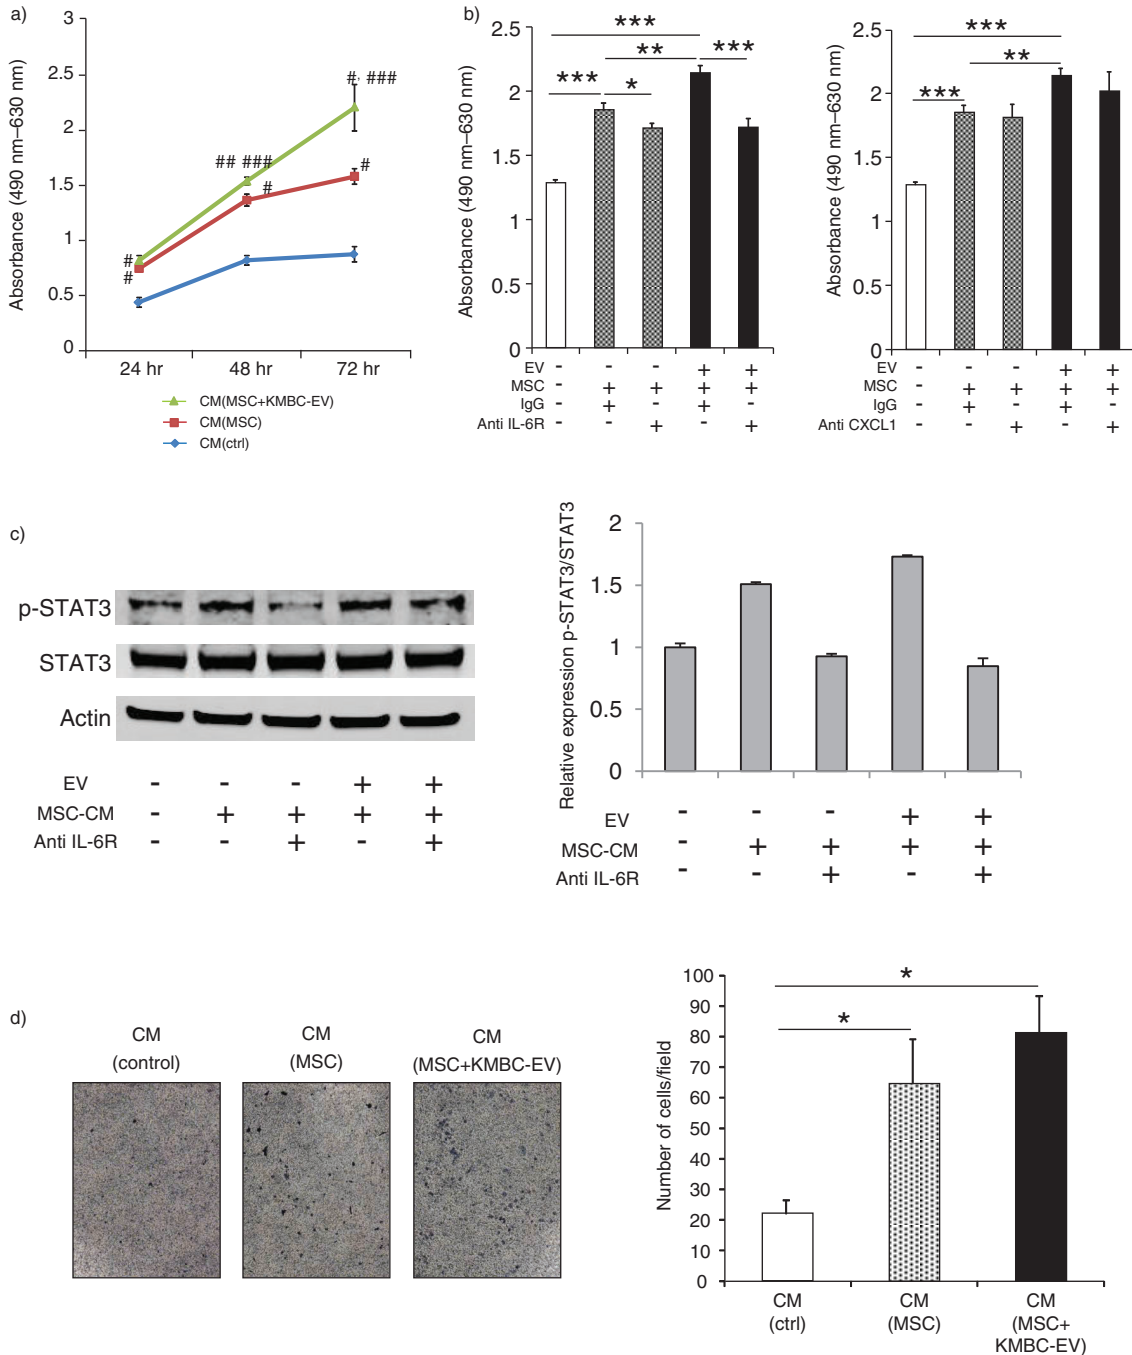 a)
3
2.5
2
1.5
1
0.5
0
Absorbance (490 nm–630 nm)
#, ###
## ###
#
#
#
#
24 hr 48 hr 72 hr
CM(MSC+KMBC-EV)
CM(MSC)
CM(ctrl)
b)
2.5
2
1.5
1
0.5
0
Absorbance (490 nm–630 nm)
***
** ***
*** *
EV - - - + +
MSC - + + + +
IgG - + - + -
Anti IL-6R - - + - +
2.5
2
1.5
1
0.5
0
Absorbance (490 nm–630 nm)
***
**
***
EV - - - + +
MSC - + + + +
IgG - + - + -
Anti CXCL1 - - + - +
c)
p-STAT3
STAT3
Actin
EV - - - + +
MSC-CM - + + + +
Anti IL-6R - - + - +
2
1.5
1
0.5
0
Relative expression p-STAT3/STAT3
EV - - - + +
MSC-CM - + + + +
Anti IL-6R - - + - +
d)
CM
(control)
CM
(MSC)
CM
(MSC+KMBC-EV)
100
90
80
70
60
50
40
30
20
10
0
Number of cells/field
*
*
CM
(ctrl)
CM
(MSC)
CM
(MSC+
KMBC-EV)